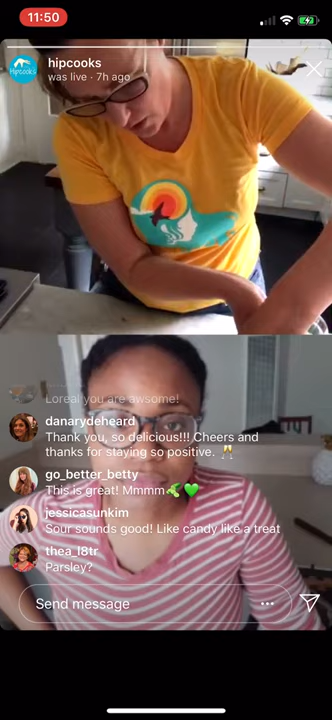 11:50
hipcooks
Hipcooks
was live · 7h ago
Loreal you are awsome!
danarydeheard
Thank you, so delicious!!! Cheers and
thanks for staying so positive. 🥂
go_better_betty
This is great! Mmmm🌿💚
jessicasunkim
Sour sounds good! Like candy like a treat
thea_l8tr
Parsley?
Send message